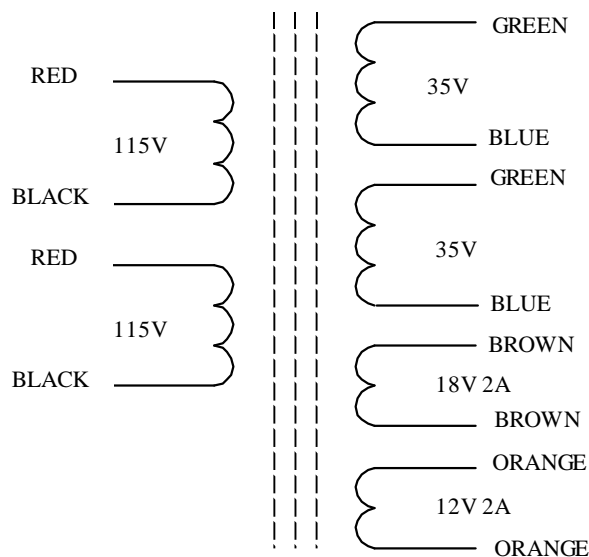 RED
115V
BLACK
RED
115V
BLACK
GREEN
35V
BLUE
GREEN
35V
BLUE
BROWN
18V 2A
BROWN
ORANGE
12V 2A
ORANGE